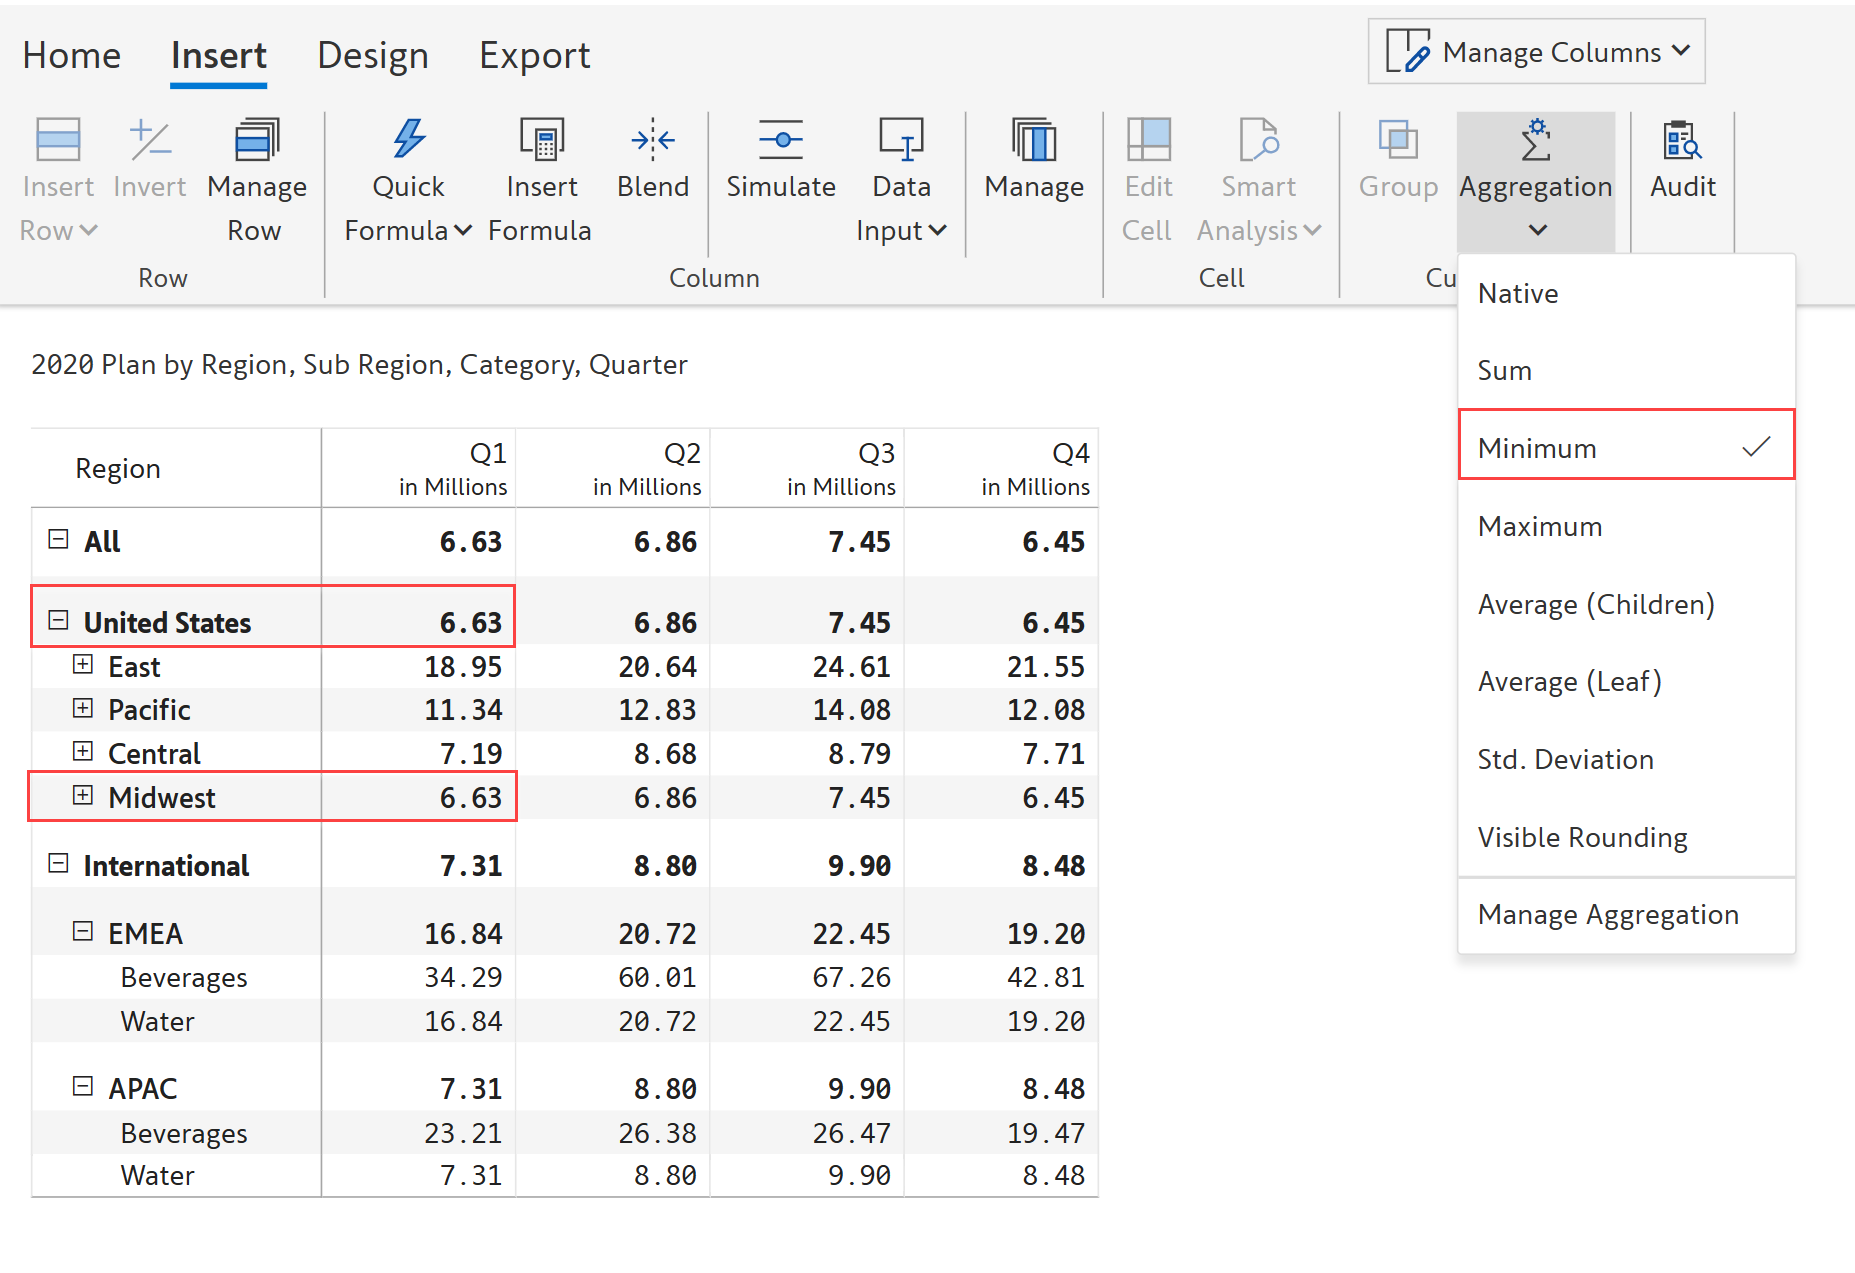 Home Insert Design Export Manage Columns
Insert Row
Invert
Manage Row
Quick Formula
Insert Formula
Blend
Simulate
Data Input
Manage
Edit Cell
Smart Analysis
Group
Aggregation
Audit
Row Column Cell Cu
Native
Sum
Minimum
Maximum
Average (Children)
Average (Leaf)
Std. Deviation
Visible Rounding
Manage Aggregation
2020 Plan by Region, Sub Region, Category, Quarter
Region Q1 in Millions Q2 in Millions Q3 in Millions Q4 in Millions
All 6.63 6.86 7.45 6.45
United States 6.63 6.86 7.45 6.45
East 18.95 20.64 24.61 21.55
Pacific 11.34 12.83 14.08 12.08
Central 7.19 8.68 8.79 7.71
Midwest 6.63 6.86 7.45 6.45
International 7.31 8.80 9.90 8.48
EMEA 16.84 20.72 22.45 19.20
Beverages 34.29 60.01 67.26 42.81
Water 16.84 20.72 22.45 19.20
APAC 7.31 8.80 9.90 8.48
Beverages 23.21 26.38 26.47 19.47
Water 7.31 8.80 9.90 8.48